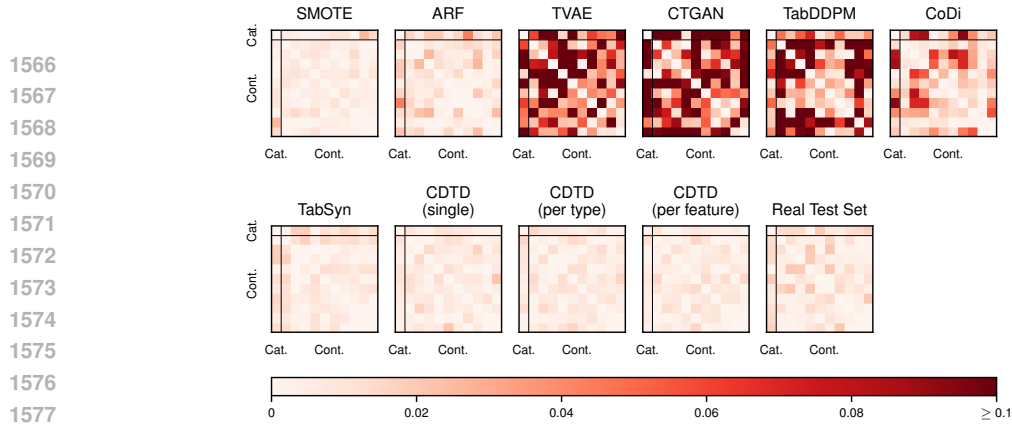 SMOTE ARF TVAE CTGAN TabDDPM CoDi
Cat.
Cont.
Cat. Cont. Cat. Cont. Cat. Cont. Cat. Cont. Cat. Cont. Cat. Cont.
TabSyn CDTD (single) CDTD (per type) CDTD (per feature) Real Test Set
Cat.
Cont.
Cat. Cont. Cat. Cont. Cat. Cont. Cat. Cont. Cat. Cont.
0 0.02 0.04 0.06 0.08 ≥ 0.1
1566
1567
1568
1569
1570
1571
1572
1573
1574
1575
1576
1577